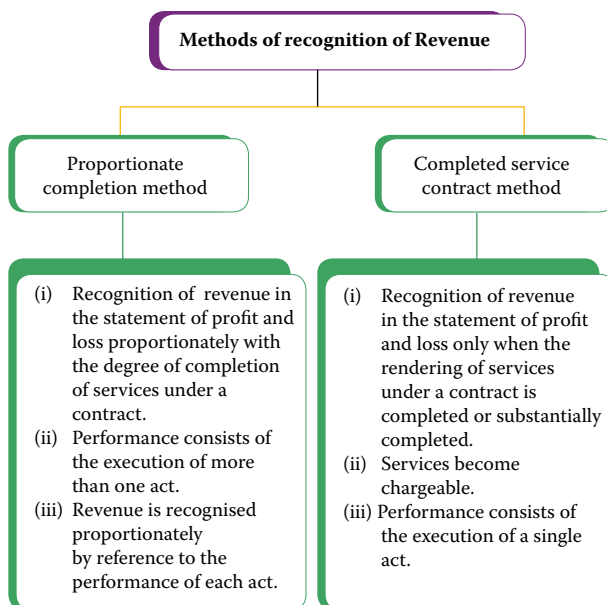 Methods of recognition of Revenue
Proportionate
completion method
Completed service
contract method
(i) Recognition of revenue in
the statement of profit and
loss proportionately with
the degree of completion
of services under a
contract.
(ii) Performance consists of
the execution of more
than one act.
(iii) Revenue is recognised
proportionately
by reference to the
performance of each act.
(i) Recognition of revenue
in the statement of profit
and loss only when the
rendering of services
under a contract is
completed or substantially
completed.
(ii) Services become
chargeable.
(iii) Performance consists of
the execution of a single
act.